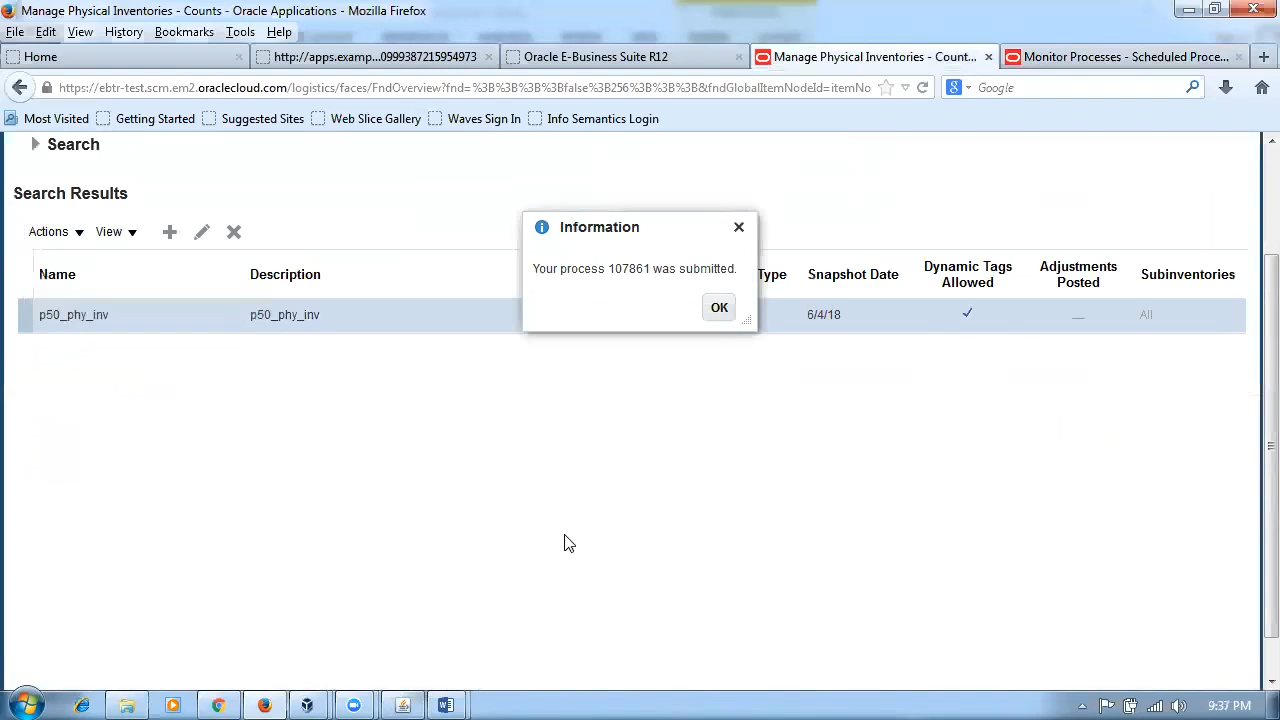 Manage Physical Inventories - Counts - Oracle Applications - Mozilla Firefox
File Edit View History Bookmarks Tools Help
Home http://apps.examp...0999387215954973 Oracle E-Business Suite R12 Manage Physical Inventories - Count... Monitor Processes - Scheduled Proce...
https://ebtr-test.scm.em2.oraclecloud.com/logistics/faces/FndOverview?fnd=%3B%3B%3B%3Bfalse%3B256%3B%3B%3B&fndGlobalItemNodeId=itemNo Google
Most Visited Getting Started Suggested Sites Web Slice Gallery Waves Sign In Info Semantics Login
Search
Search Results
Actions View
Information
Your process 107861 was submitted.
OK
Name Description Type Snapshot Date Dynamic Tags Allowed Adjustments Posted Subinventories
p50_phy_inv p50_phy_inv 6/4/18 All
9:37 PM